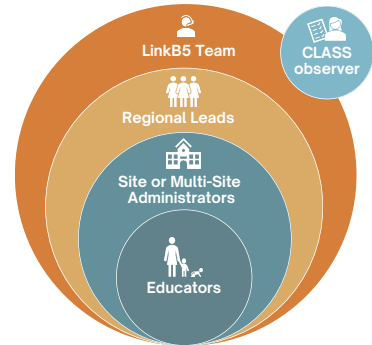 LinkB5 Team
CLASS
observer
Regional Leads
Site or Multi-Site
Administrators
Educators